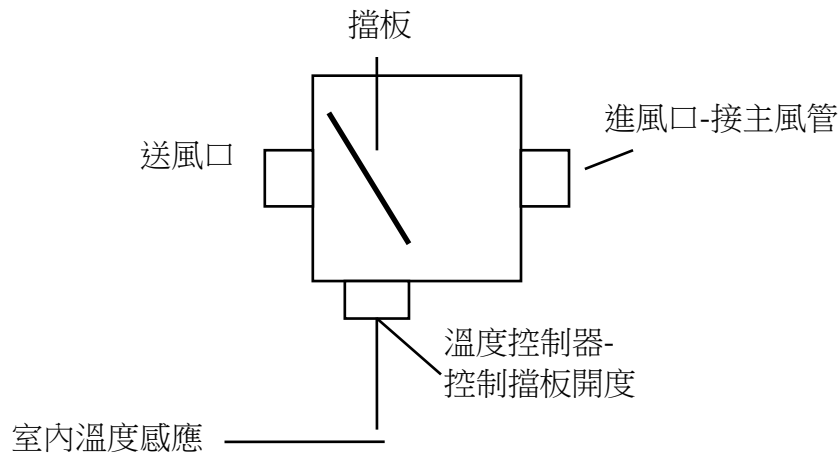 擋板
進風口-接主風管
送風口
溫度控制器-
控制擋板開度
室內溫度感應